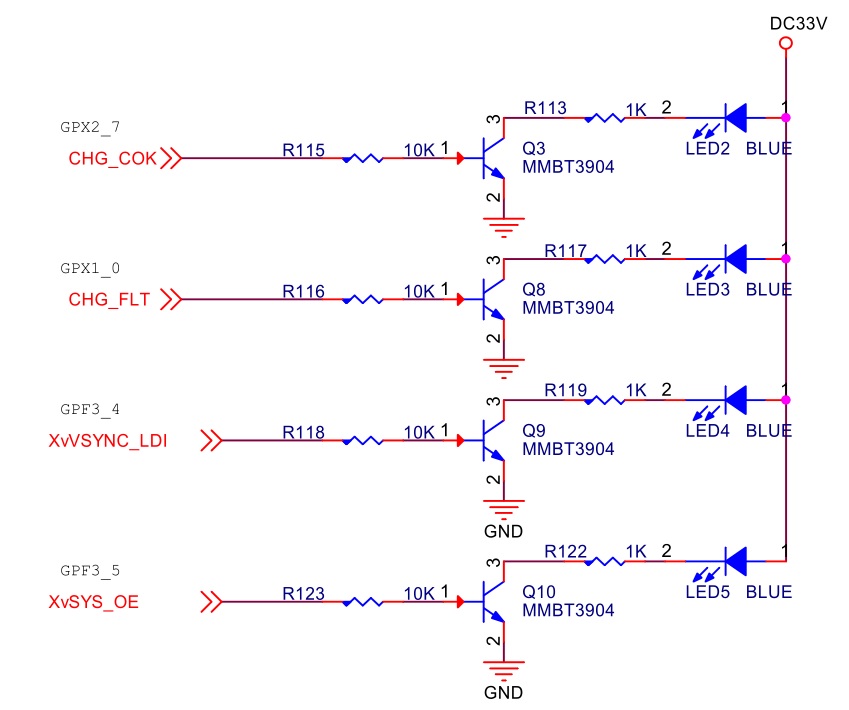 DC33V
GPX2_7
CHG_COK
R115
10K
1
3
2
Q3
MMBT3904
R113
1K
2
LED2
BLUE
1
GPX1_0
CHG_FLT
R116
10K
1
3
2
Q8
MMBT3904
R117
1K
2
LED3
BLUE
1
GPF3_4
XvVSYNC_LDI
R118
10K
1
3
2
GND
Q9
MMBT3904
R119
1K
2
LED4
BLUE
1
GPF3_5
XvSYS_OE
R123
10K
1
3
2
GND
Q10
MMBT3904
R122
1K
2
LED5
BLUE
1